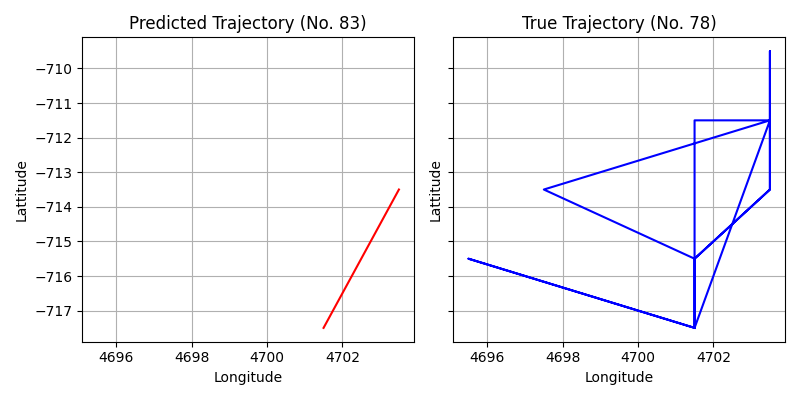 Predicted Trajectory (No. 83)
True Trajectory (No. 78)
−710
−711
−712
−713
−714
−715
−716
−717
Lattitude
Lattitude
4696
4698
4700
4702
4696
4698
4700
4702
Longitude
Longitude